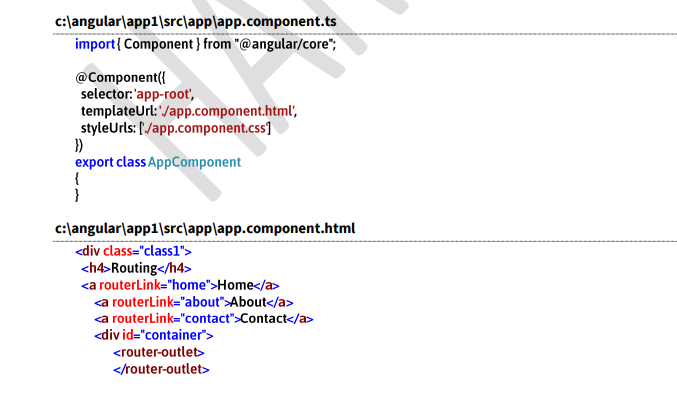 c:\angular\app1\src\app\app.component.ts
import { Component } from "@angular/core";
@Component({
selector: 'app-root',
templateUrl: './app.component.html',
styleUrls: ['./app.component.css']
})
export class AppComponent
{
}
c:\angular\app1\src\app\app.component.html
<div class="class1">
<h4>Routing</h4>
<a routerLink="home">Home</a>
<a routerLink="about">About</a>
<a routerLink="contact">Contact</a>
<div id="container">
<router-outlet>
</router-outlet>